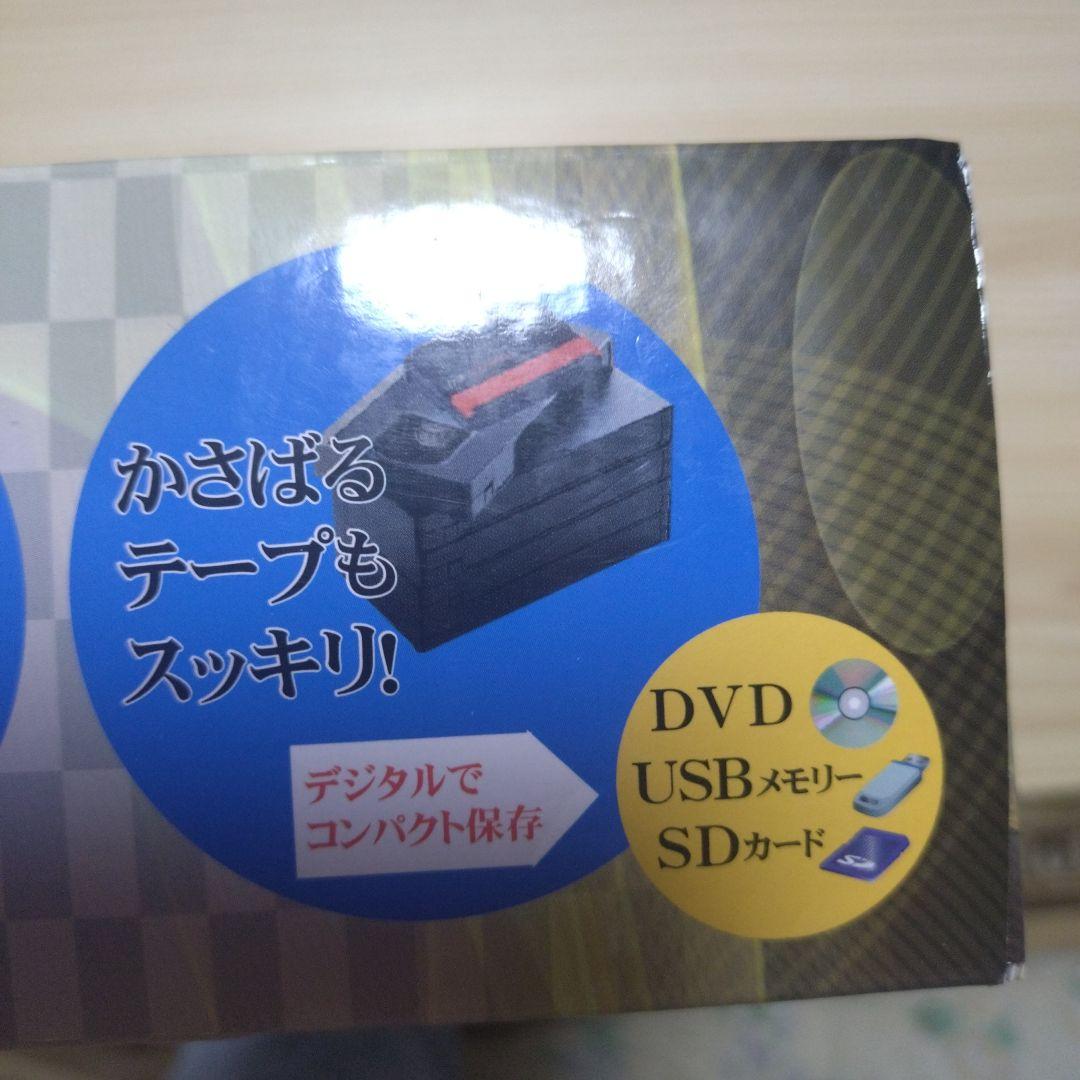 かさばる
テープも
スッキリ!
デジタルで
コンパクト保存
DVD
USBメモリー
SDカード
SD